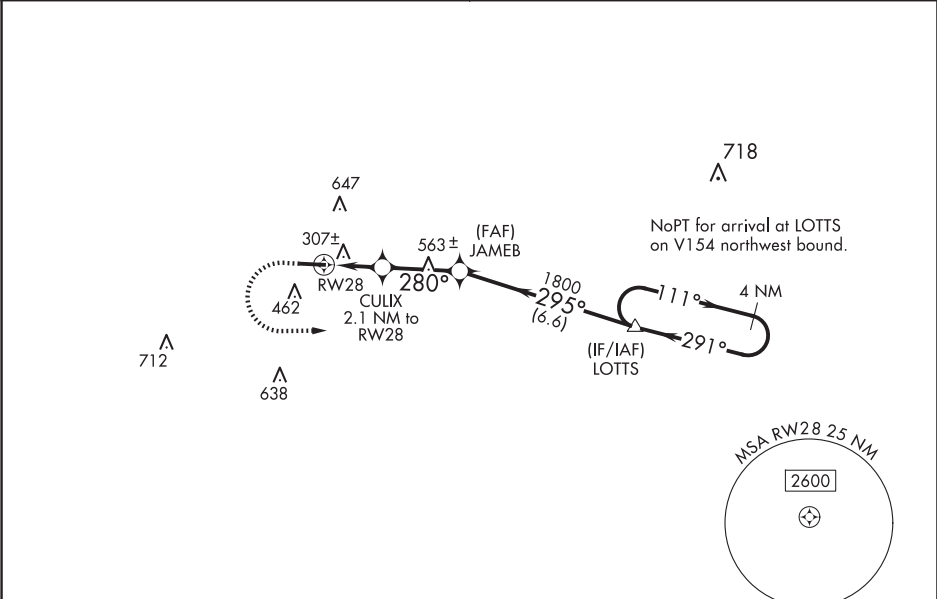 718
647
NoPT for arrival at LOTTS
on V154 northwest bound.
(FAF)
JAMEB
307±
563±
RW28
280°
1800
295°
(6.6)
111°
4 NM
462
CULIX
2.1 NM to
RW28
291°
(IF/IAF)
LOTTS
712
638
MSA RW28 25 NM
2600